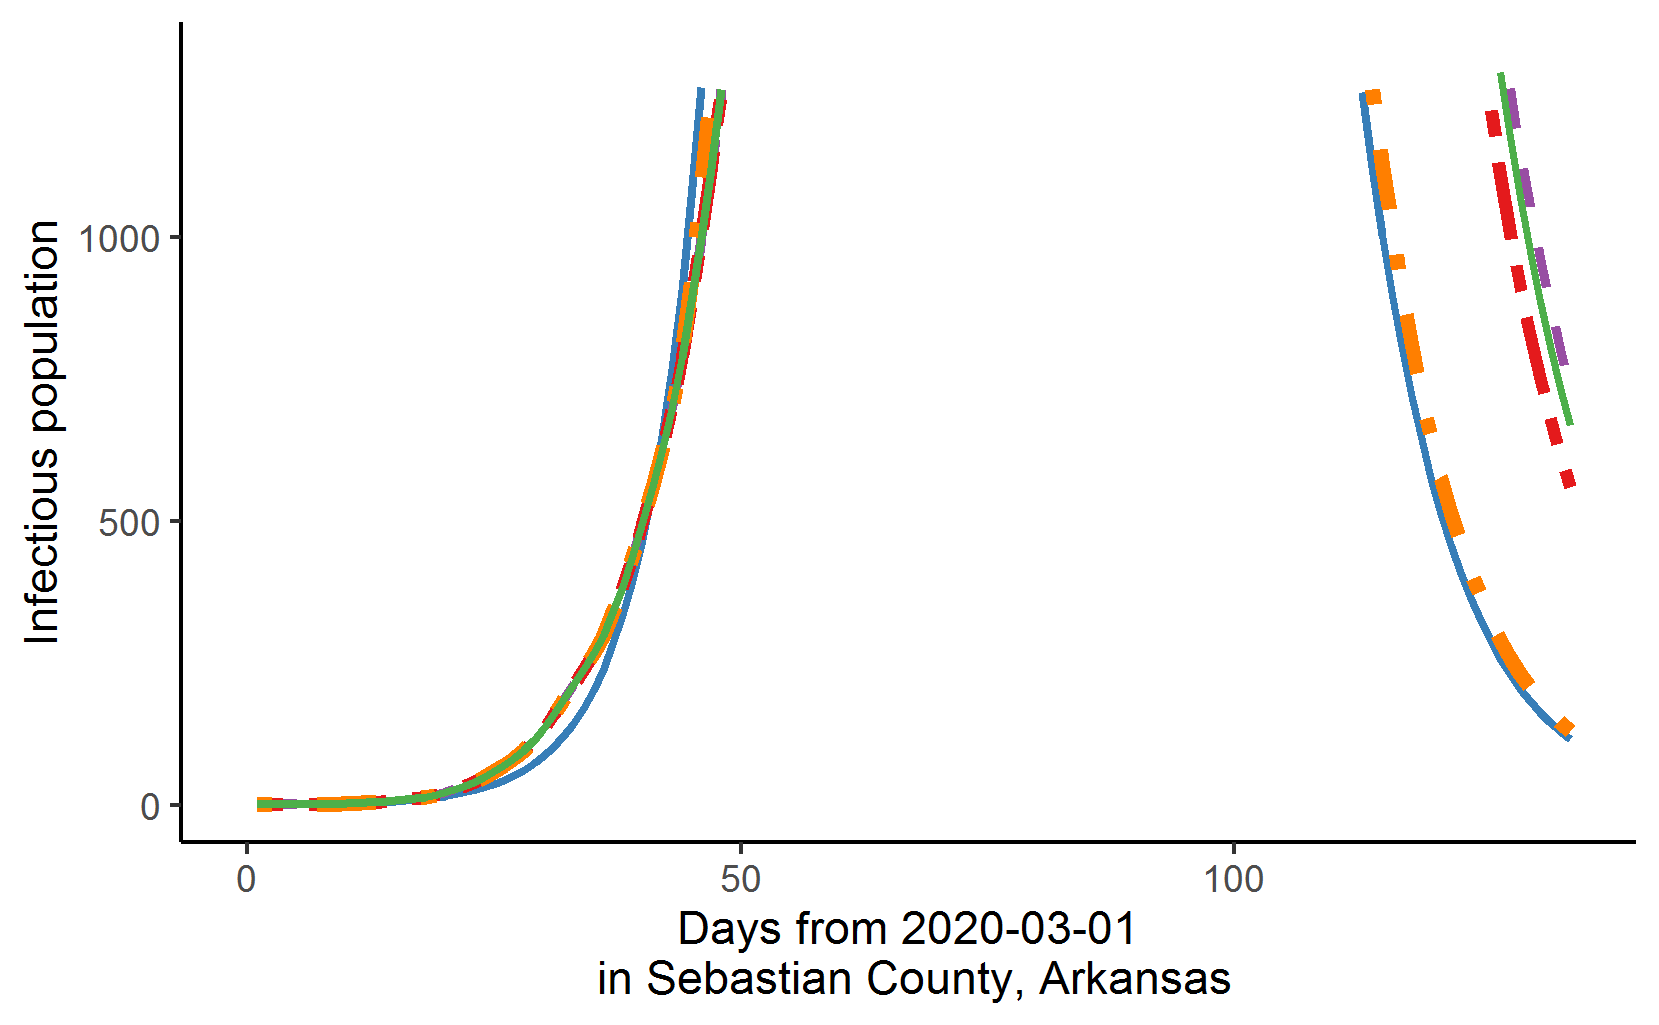 Infectious population
1000
500
0
0
50
100
Days from 2020-03-01
in Sebastian County, Arkansas